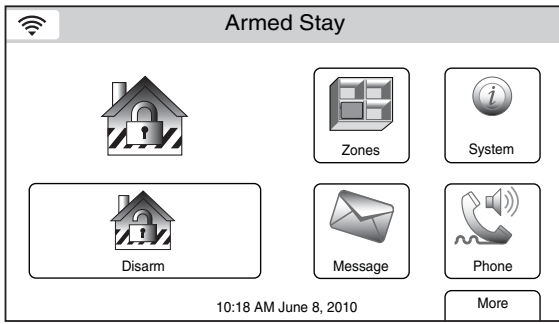 Armed Stay
Zones
System
Disarm
Message
Phone
10:18 AM June 8, 2010
More